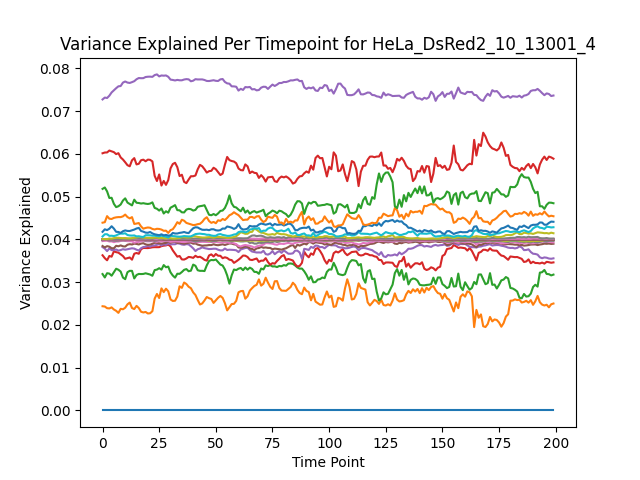 Variance Explained Per Timepoint for HeLa_DsRed2_10_13001_4
0.08
0.07
0.06
0.05
0.04
0.03
0.02
0.01
0.00
Variance Explained
0 25 50 75 100 125 150 175 200
Time Point